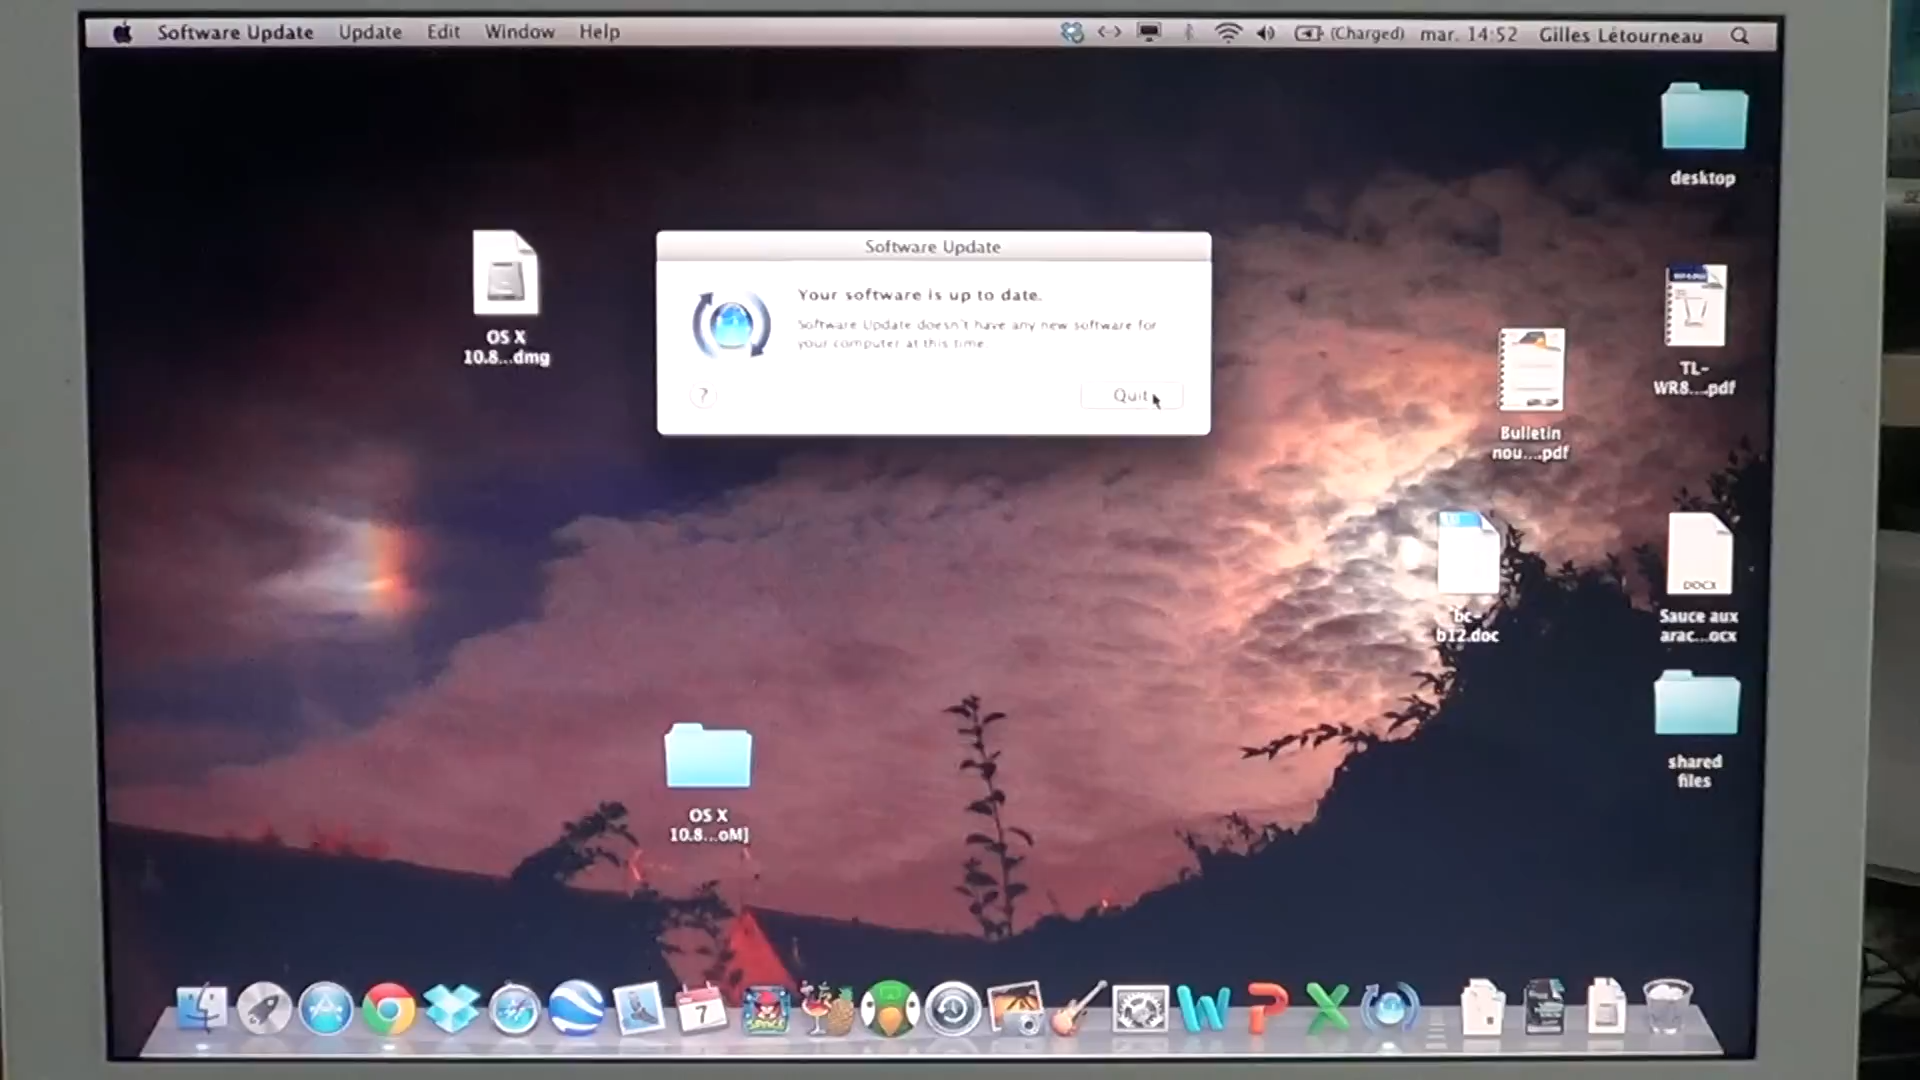 Software Update Update Edit Window Help (Charged) mar. 14:52 Gilles Létourneau
desktop
Software Update
Your software is up to date.
Software Update doesn't have any new software for
your computer at this time.
? Quit
OS X
10.8...dmg
TL-
WR8....pdf
Bulletin
nou....pdf
DOCX
bc-
b12.doc
Sauce aux
arac...ocx
shared
files
OS X
10.8...oM]
7
SPACE